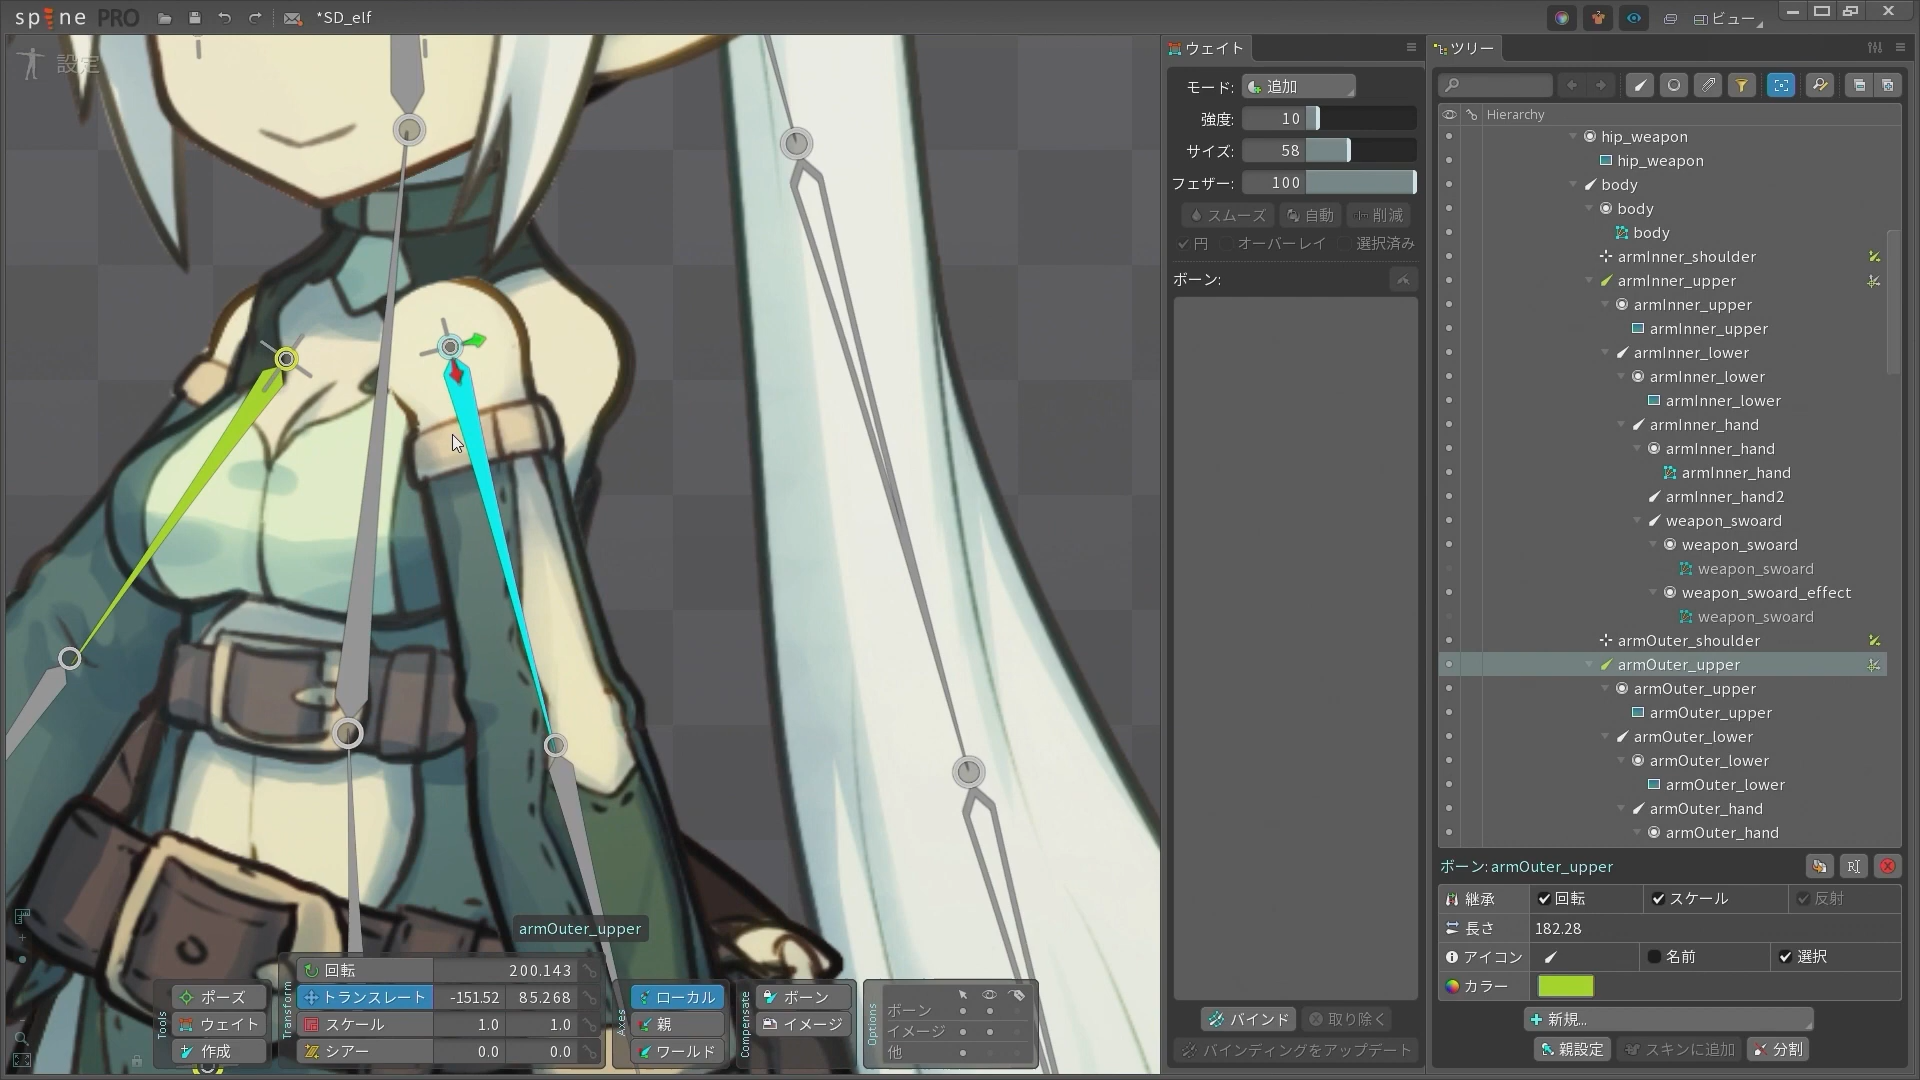 spine PRO
*SD_elf
ビュー
設定
ウェイト
ツリー
モード:
追加
強度:
10
サイズ:
58
フェザー:
100
スムーズ
自動
削減
円
オーバーレイ
選択済み
ボーン:
バインド
取り除く
バインディングをアップデート
Hierarchy
hip_weapon
hip_weapon
body
body
body
armInner_shoulder
armInner_upper
armInner_upper
armInner_upper
armInner_lower
armInner_lower
armInner_lower
armInner_hand
armInner_hand
armInner_hand
armInner_hand2
weapon_swoard
weapon_swoard
weapon_swoard
weapon_swoard_effect
weapon_swoard
armOuter_shoulder
armOuter_upper
armOuter_upper
armOuter_upper
armOuter_lower
armOuter_lower
armOuter_lower
armOuter_hand
armOuter_hand
ボーン: armOuter_upper
継承
回転
スケール
反射
長さ
182.28
アイコン
名前
選択
カラー
新規...
親設定
スキンに追加
分割
armOuter_upper
Tools
ポーズ
ウェイト
作成
Transform
回転
200.143
トランスレート
-151.52
85.268
スケール
1.0
1.0
シアー
0.0
0.0
Axes
ローカル
親
ワールド
Compensate
ボーン
イメージ
Options
ボーン
イメージ
他